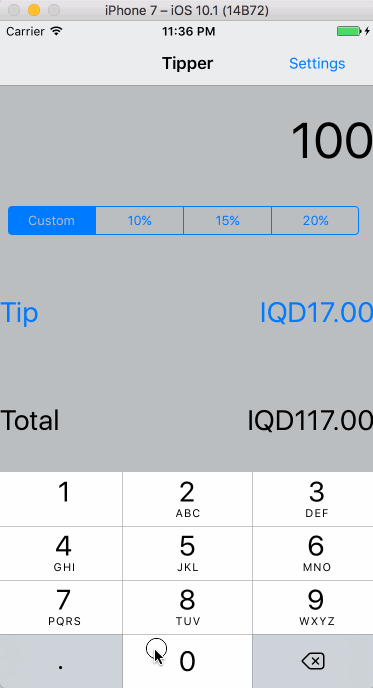 iPhone 7 – iOS 10.1 (14B72)
Carrier 11:36 PM
Tipper Settings
100
Custom 10% 15% 20%
Tip IQD17.00
Total IQD117.00
1 2 3
ABC DEF
4 5 6
GHI JKL MNO
7 8 9
PQRS TUV WXYZ
. 0